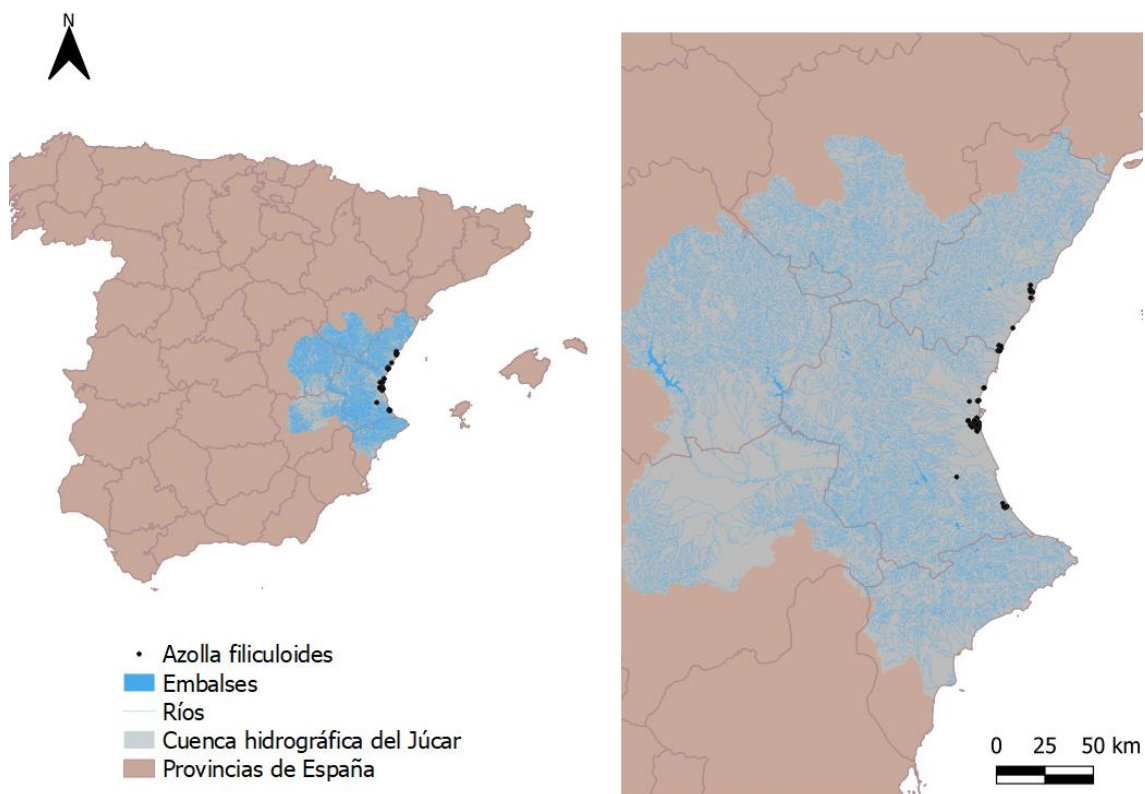 N
Azolla filiculoides
Embalses
Ríos
Cuenca hidrográfica del Júcar
Provincias de España
0 25 50 km